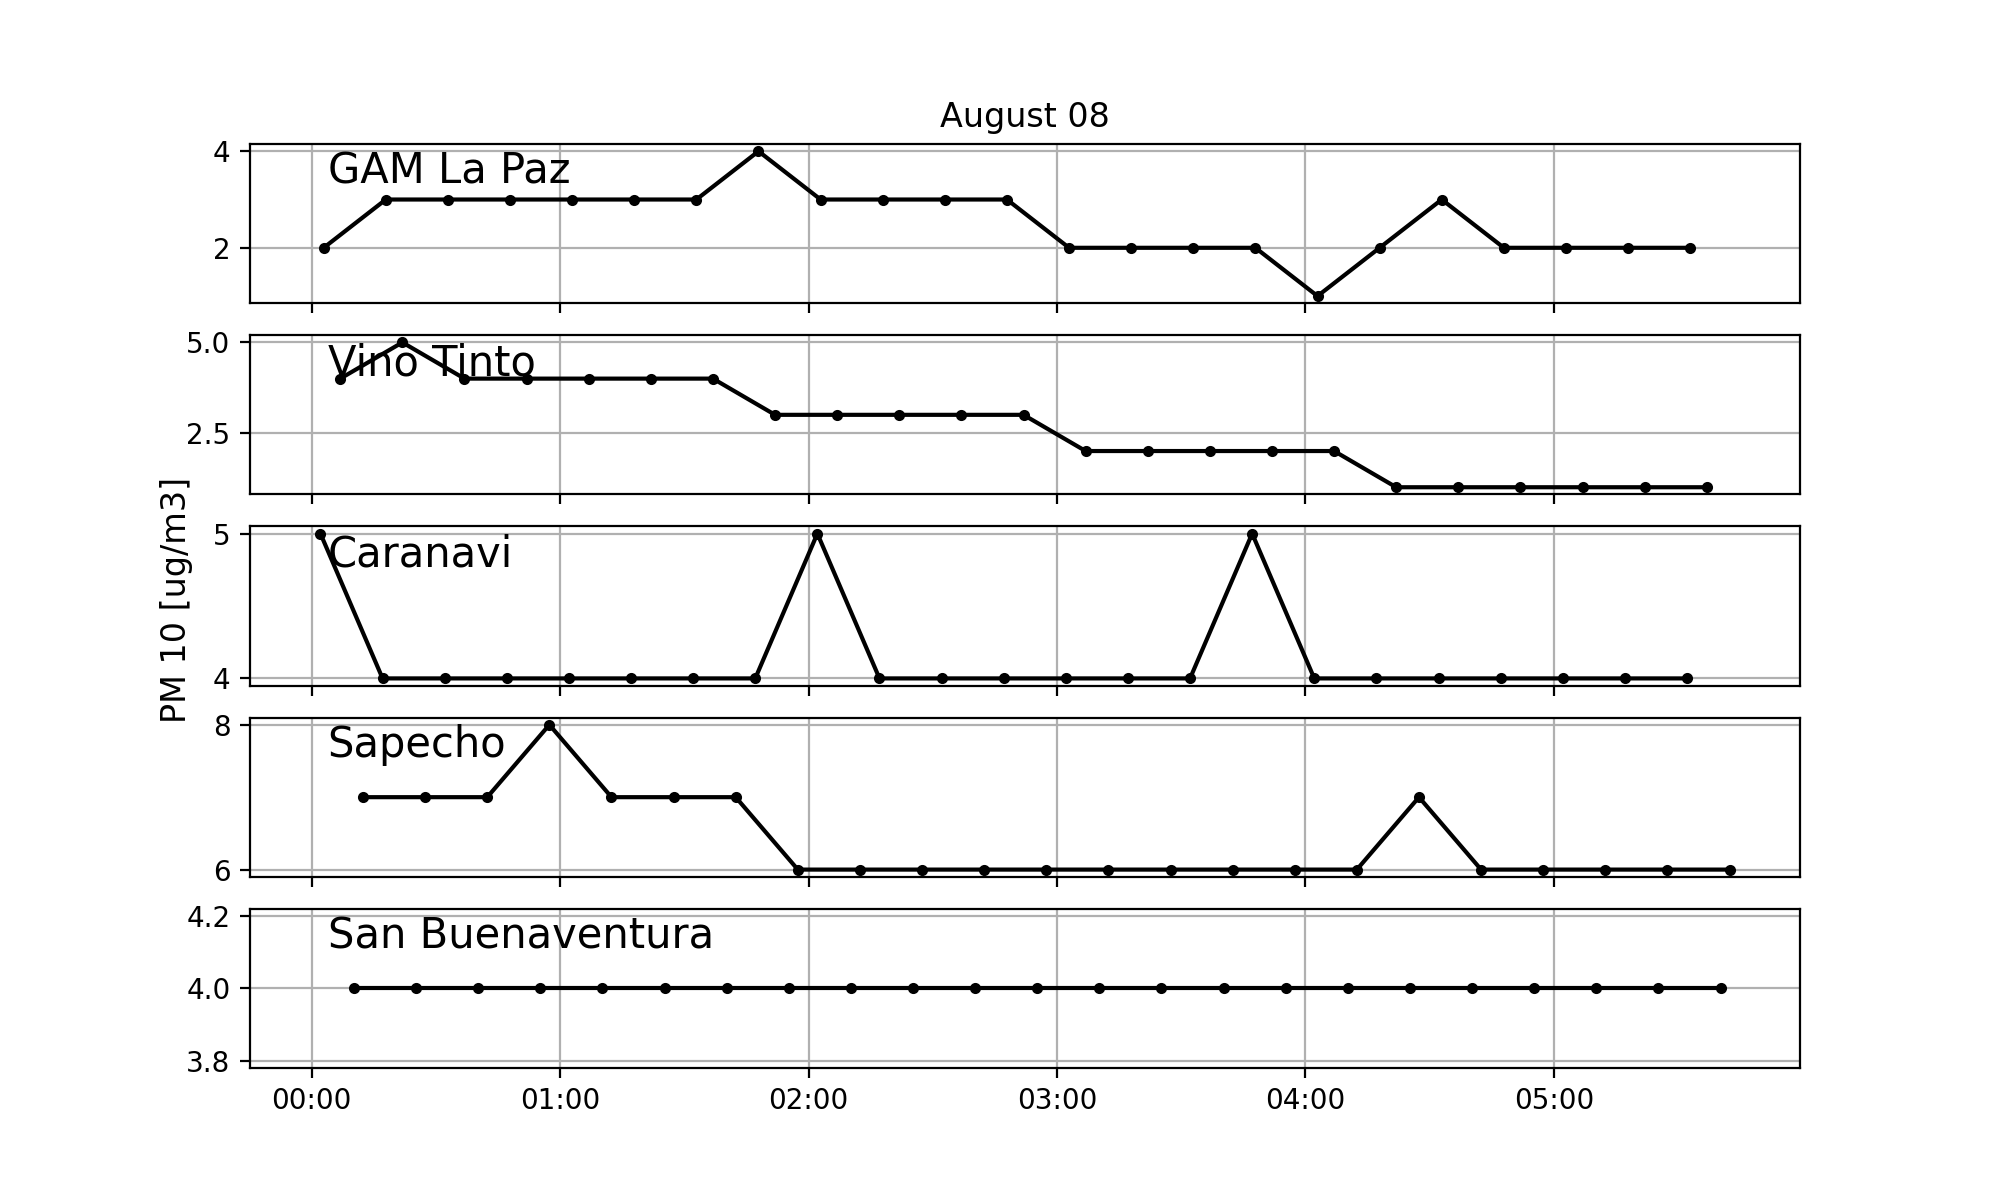 August 08
4
GAM La Paz
2
5.0
Vino Tinto
2.5
PM 10 [ug/m3]
5
Caranavi
4
8
Sapecho
6
4.2
San Buenaventura
4.0
3.8
00:00 01:00 02:00 03:00 04:00 05:00